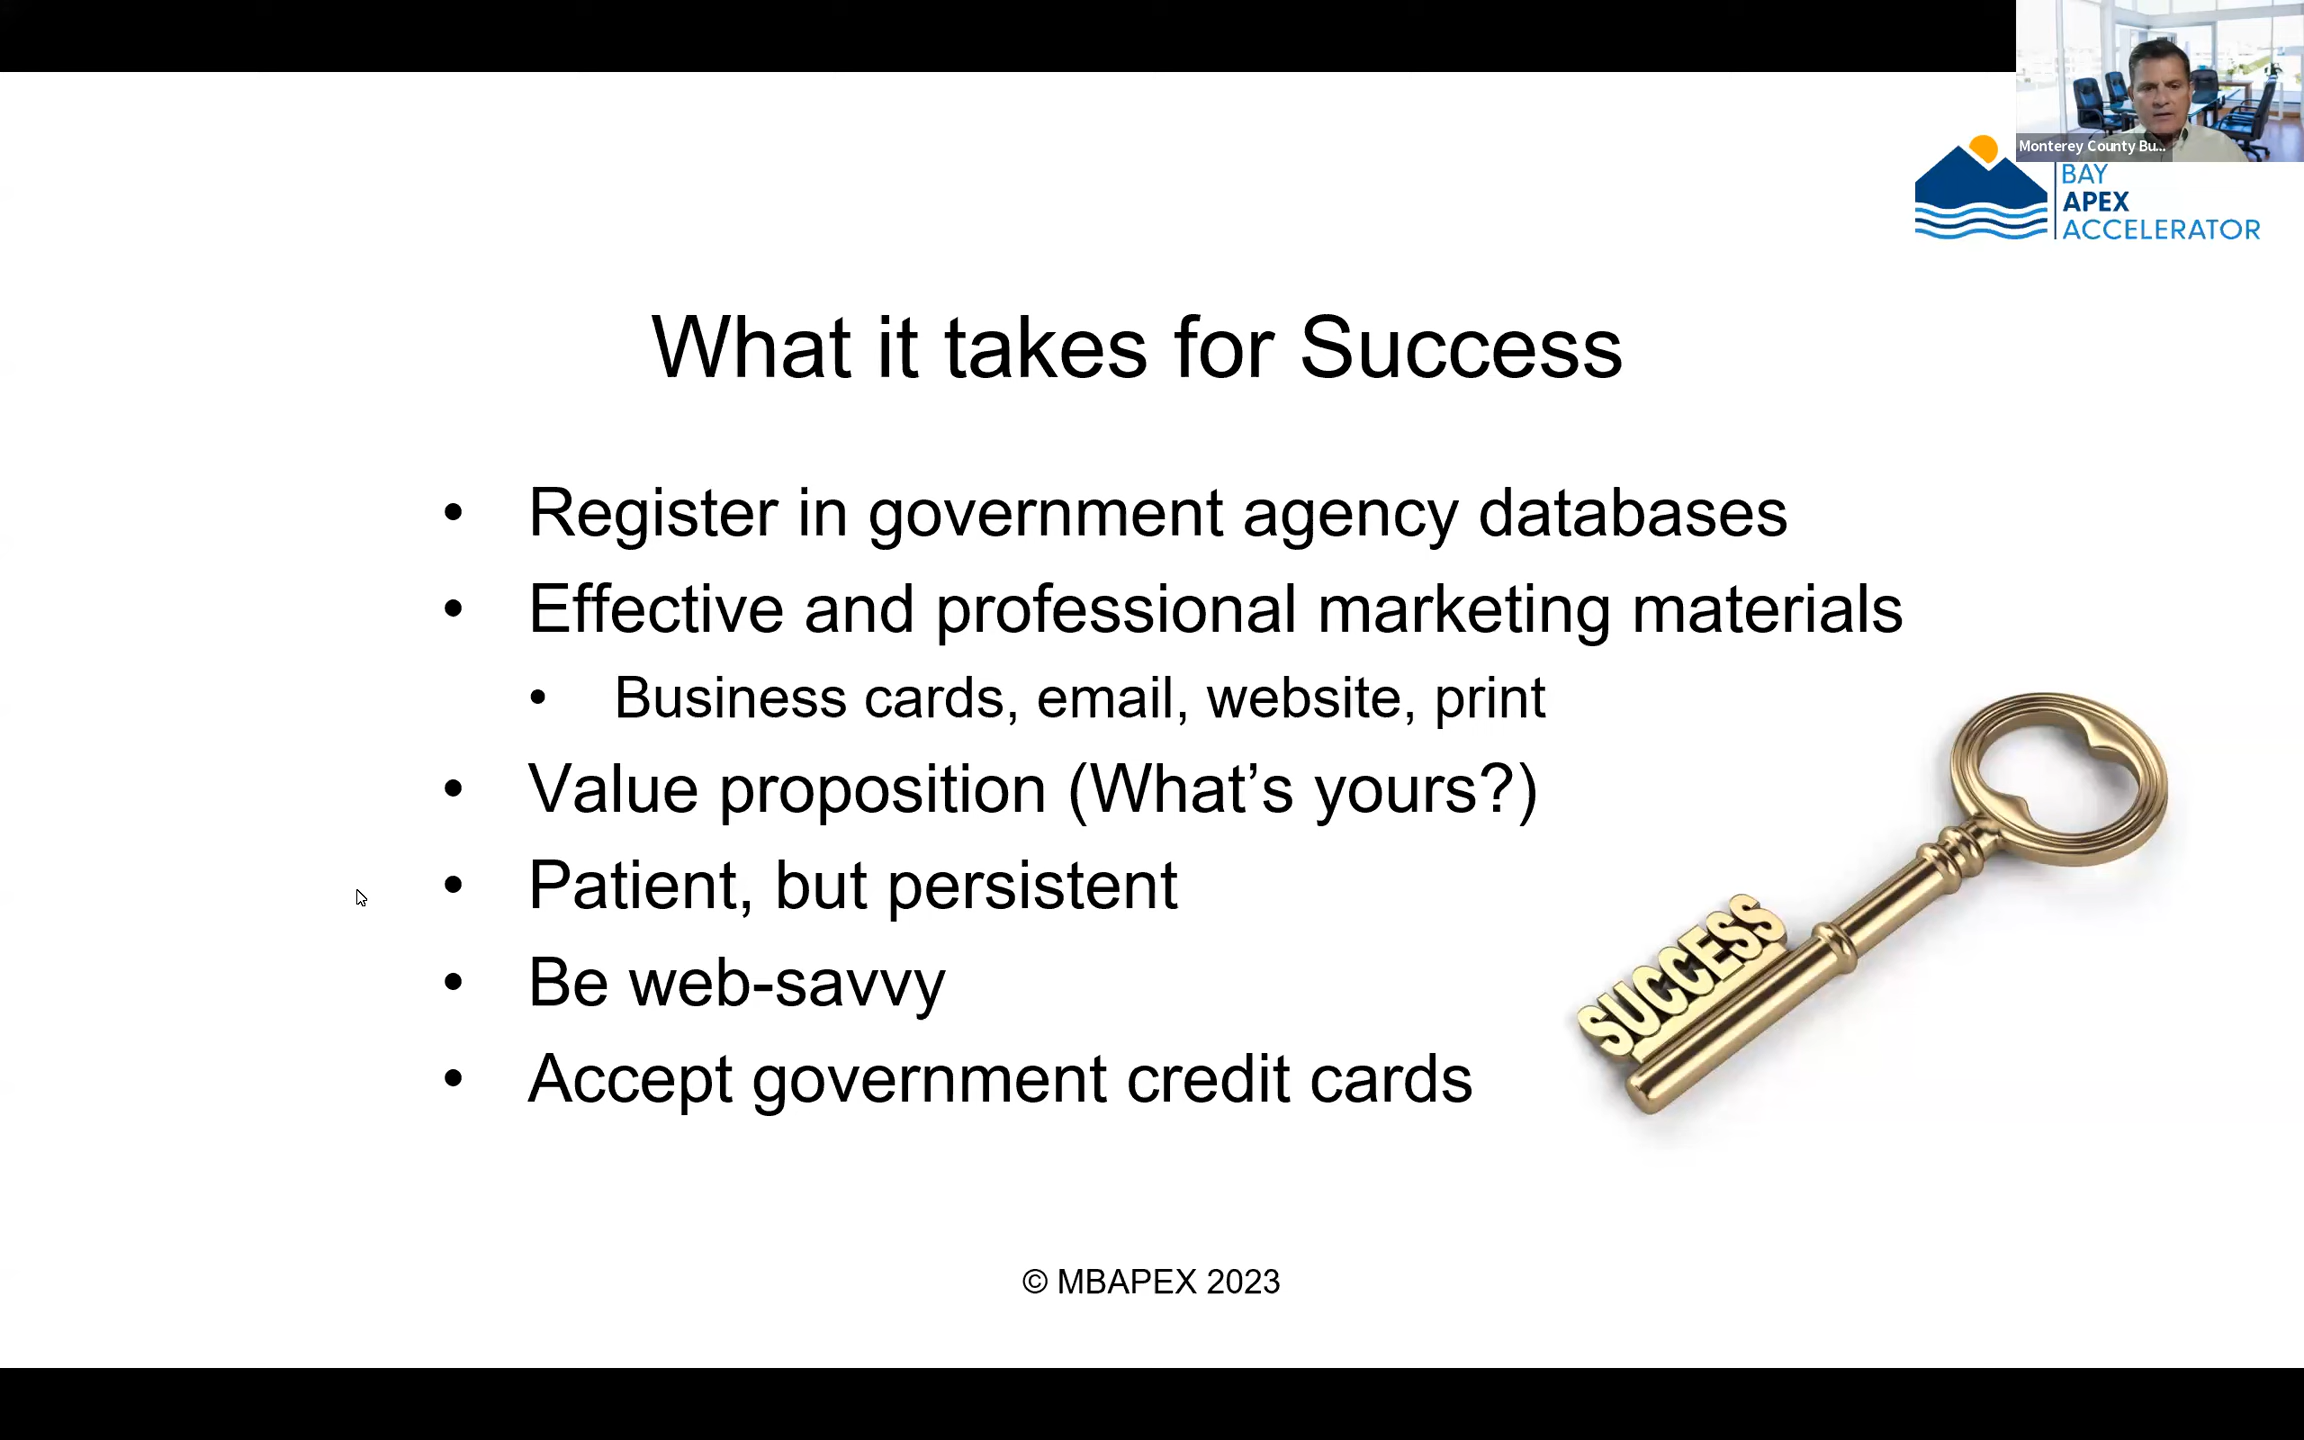 Monterey County Bu...
BAY
APEX
ACCELERATOR
What it takes for Success
• Register in government agency databases
• Effective and professional marketing materials
• Business cards, email, website, print
• Value proposition (What’s yours?)
• Patient, but persistent
• Be web-savvy
• Accept government credit cards
SUCCESS
© MBAPEX 2023